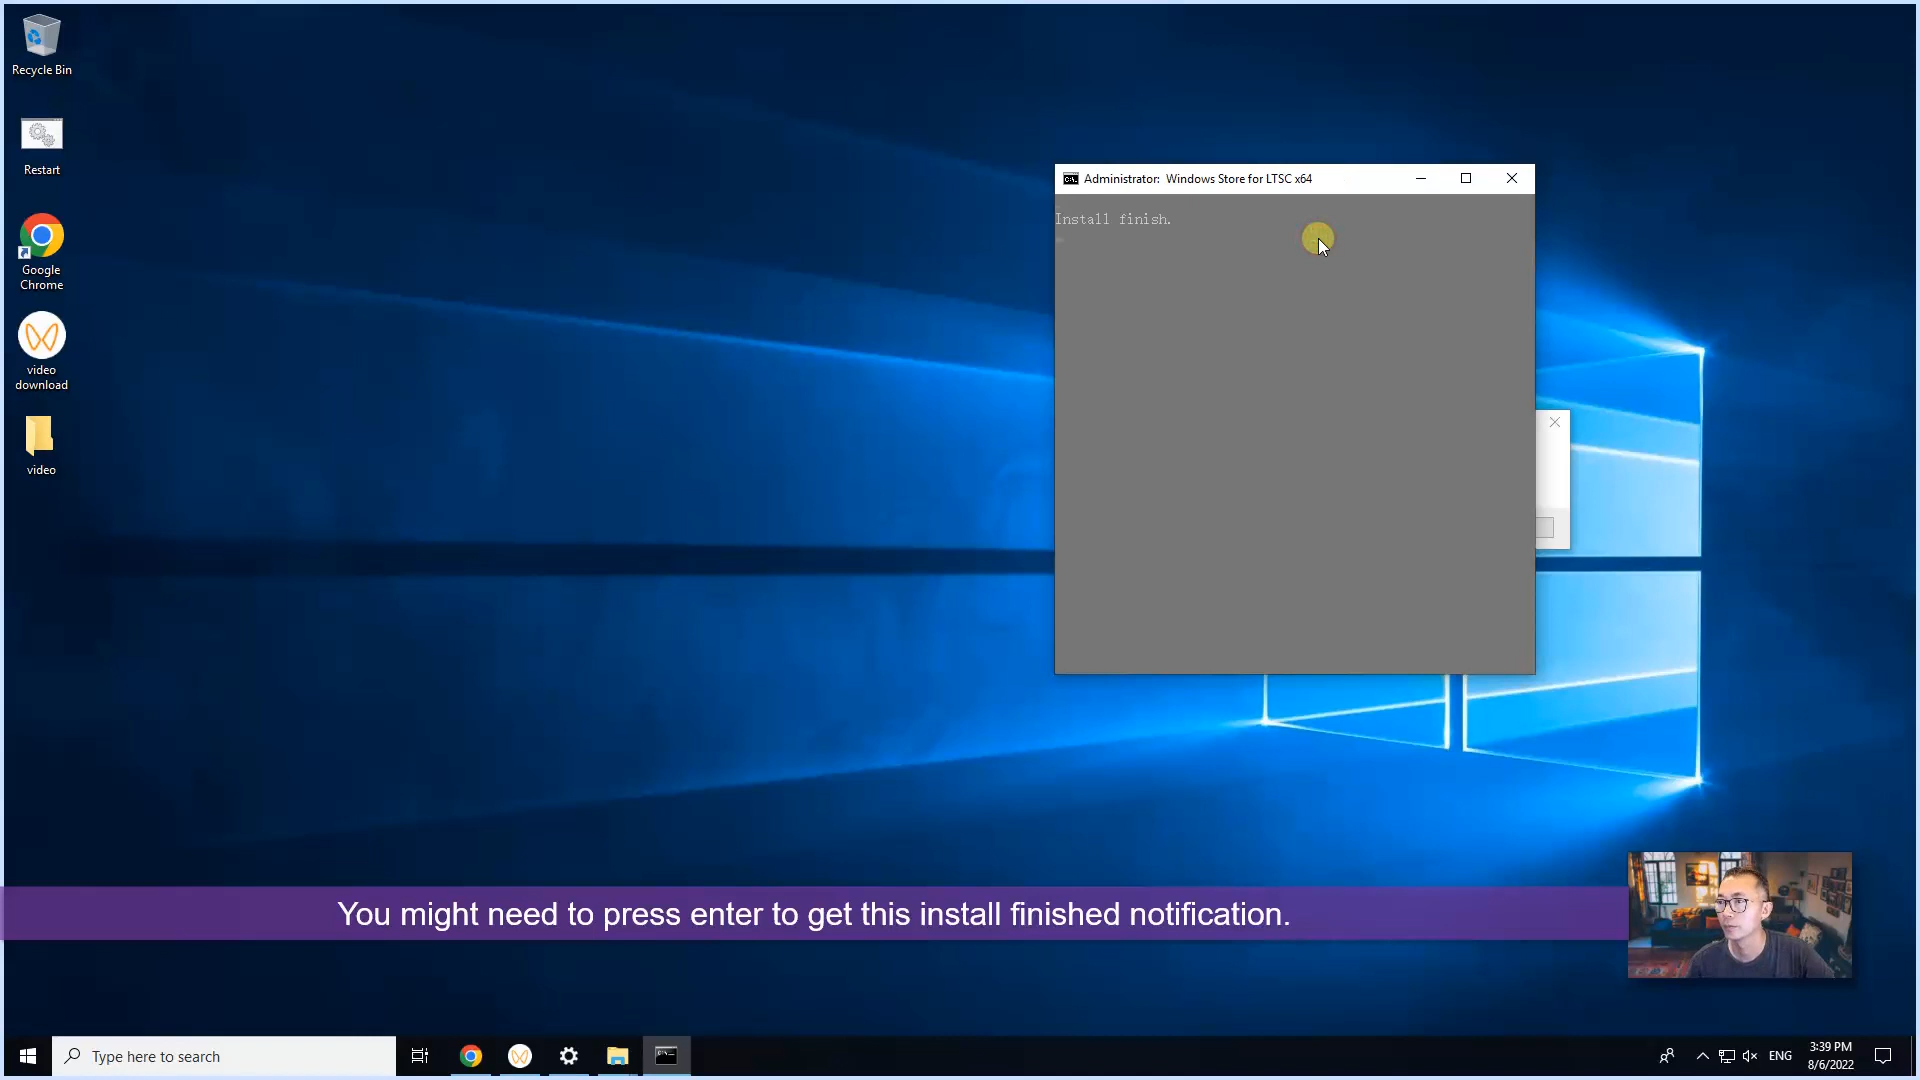 Recycle Bin
Restart
Google
Chrome
video
download
video
Administrator: Windows Store for LTSC x64
Install finish.
You might need to press enter to get this install finished notification.
Type here to search
ENG
3:39 PM
8/6/2022